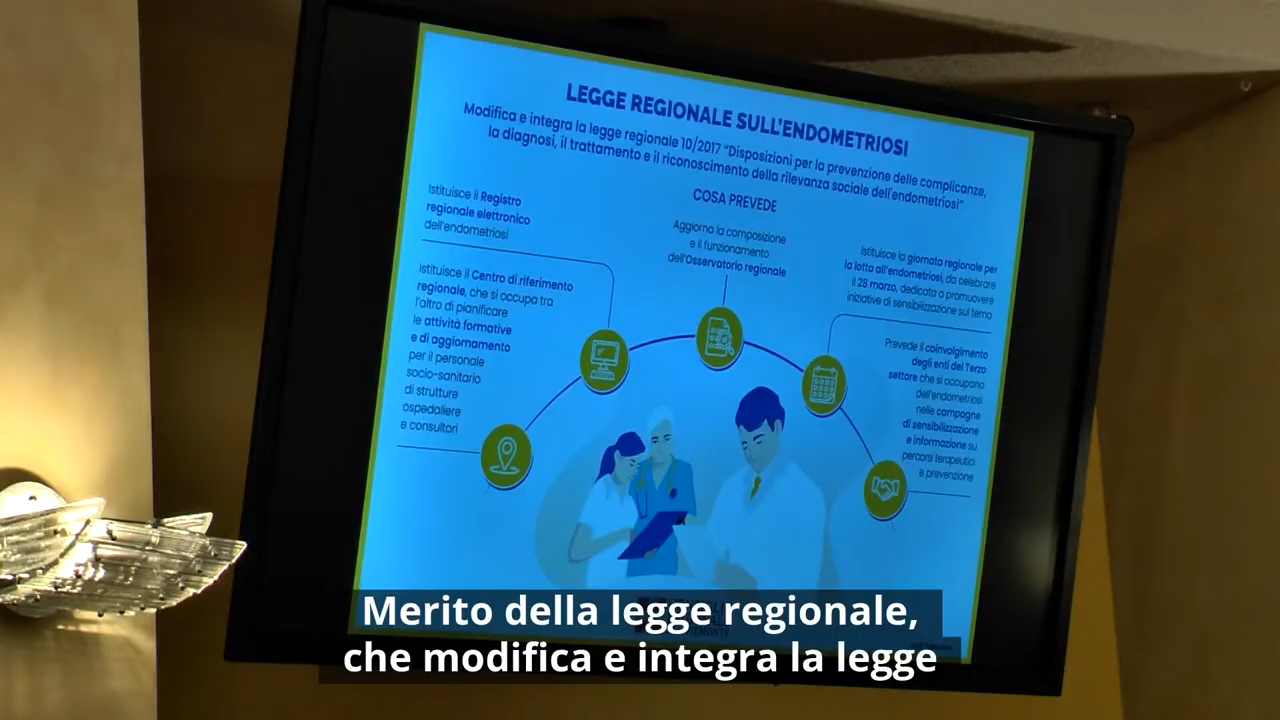 LEGGE REGIONALE SULL'ENDOMETRIOSI
Modifica e integra la legge regionale 10/2017 “Disposizioni per la prevenzione delle complicanze,
la diagnosi, il trattamento e il riconoscimento della rilevanza sociale dell'endometriosi”
COSA PREVEDE
Istituisce il Registro
regionale elettronico
dell'endometriosi
Istituisce il Centro di riferimento
regionale, che si occupa tra
l'altro di pianificare
le attività formative
e di aggiornamento
per il personale
socio-sanitario
di strutture
ospedaliere
e consultori
Aggiorna la composizione
e il funzionamento
dell'Osservatorio regionale
Istituisce la giornata regionale per
la lotta all'endometriosi, da celebrare
il 28 marzo, dedicata a promuovere
iniziative di sensibilizzazione sul tema
Prevede il coinvolgimento
degli enti del Terzo
settore che si occupano
dell'endometriosi
nelle campagne
di sensibilizzazione
e informazione su
percorsi terapeutici
e prevenzione
Merito della legge regionale,
che modifica e integra la legge